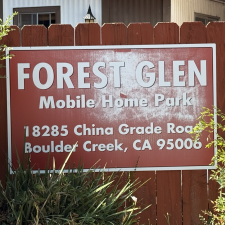 FOREST GLEN
Mobile Home Park
18285 China Grade Road
Boulder Creek, CA 95006